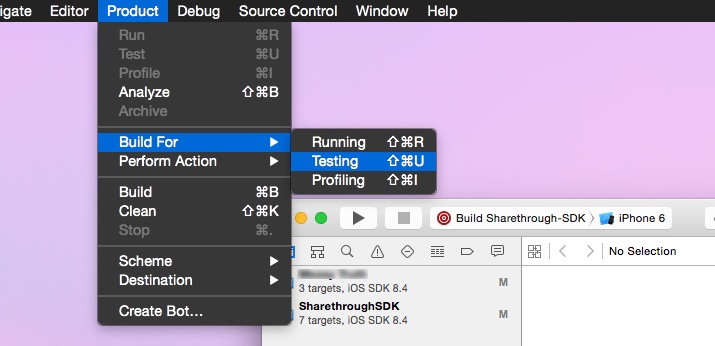 igate Editor Product Debug Source Control Window Help
Run ⌘R
Test ⌘U
Profile ⌘I
Analyze ⇧⌘B
Archive
Build For ▶
Running ⇧⌘R
Perform Action ▶
Testing ⇧⌘U
Profiling ⇧⌘I
Build ⌘B
Clean ⇧⌘K
Stop ⌘.
Scheme ▶
Destination ▶
Create Bot...
Build Sharethrough-SDK 〉 iPhone 6
No Selection
3 targets, iOS SDK 8.4
M
SharethroughSDK
7 targets, iOS SDK 8.4
M